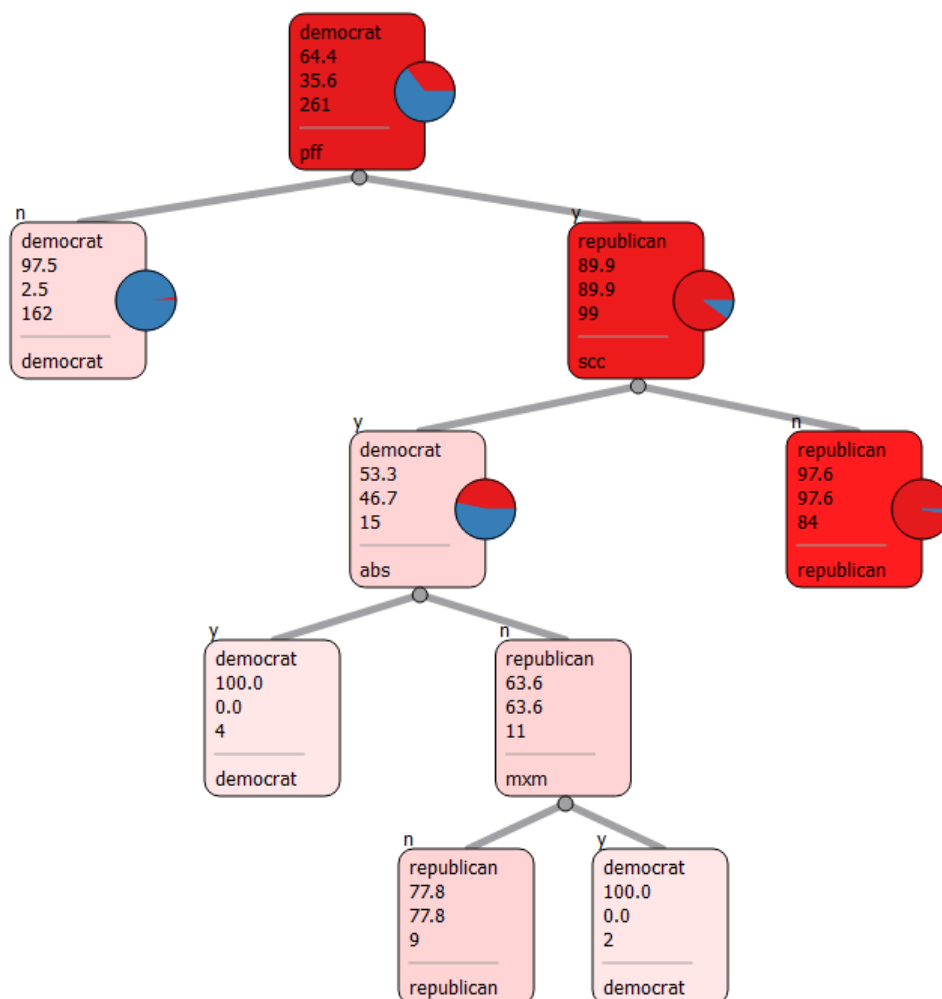 democrat
64.4
35.6
261
pff
n
y
democrat
97.5
2.5
162
democrat
republican
89.9
89.9
99
scc
y
n
democrat
53.3
46.7
15
abs
republican
97.6
97.6
84
republican
y
n
democrat
100.0
0.0
4
democrat
republican
63.6
63.6
11
mxm
n
y
republican
77.8
77.8
9
republican
democrat
100.0
0.0
2
democrat